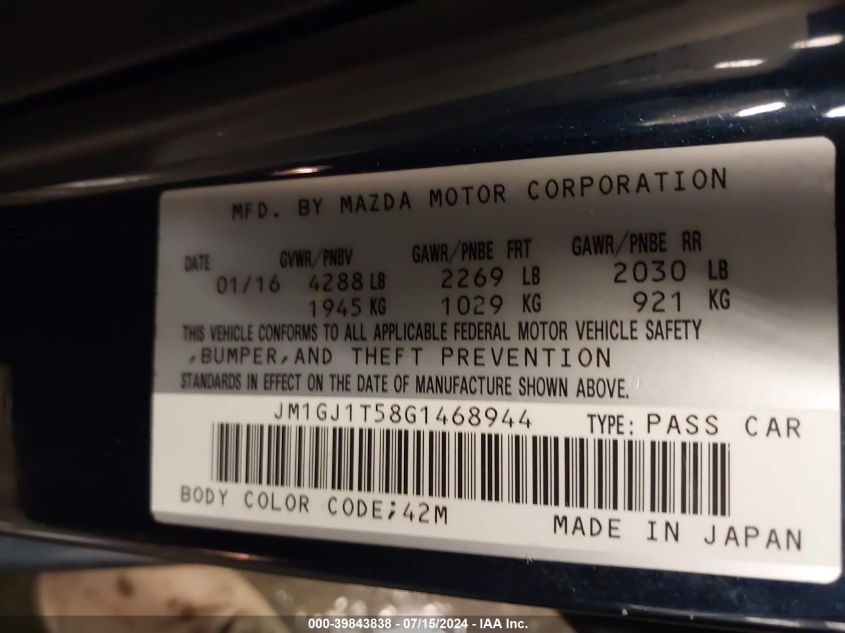 MFD. BY MAZDA MOTOR CORPORATION
DATE GVWR/PNBV GAWR/PNBE FRT GAWR/PNBE RR
01/16 4288 LB 2269 LB 2030 LB
1945 KG 1029 KG 921 KG
THIS VEHICLE CONFORMS TO ALL APPLICABLE FEDERAL MOTOR VEHICLE SAFETY
,BUMPER,AND THEFT PREVENTION
STANDARDS IN EFFECT ON THE DATE OF MANUFACTURE SHOWN ABOVE.
JM1GJ1T58G1468944 TYPE: PASS CAR
BODY COLOR CODE;42M
MADE IN JAPAN
000-39843838 - 07/15/2024 - IAA Inc.